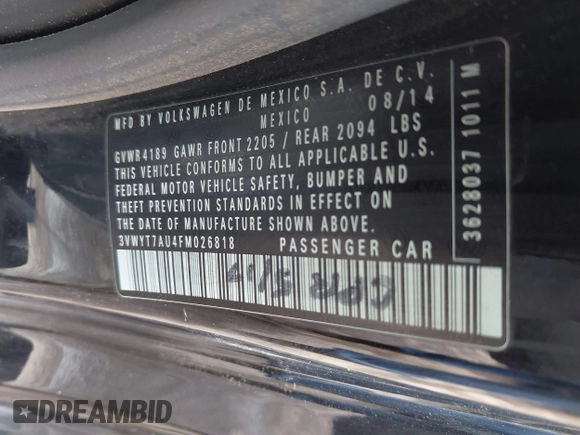 MFD BY VOLKSWAGEN DE MEXICO S.A. DE C.V.
MEXICO 08/14
GVWR4189 GAWR FRONT 2205 / REAR 2094 LBS
THIS VEHICLE CONFORMS TO ALL APPLICABLE U.S.
FEDERAL MOTOR VEHICLE SAFETY, BUMPER AND
THEFT PREVENTION STANDARDS IN EFFECT ON
THE DATE OF MANUFACTURE SHOWN ABOVE.
3VWYT7AU4FM026818 PASSENGER CAR
3628037 1011 M
DREAMBID